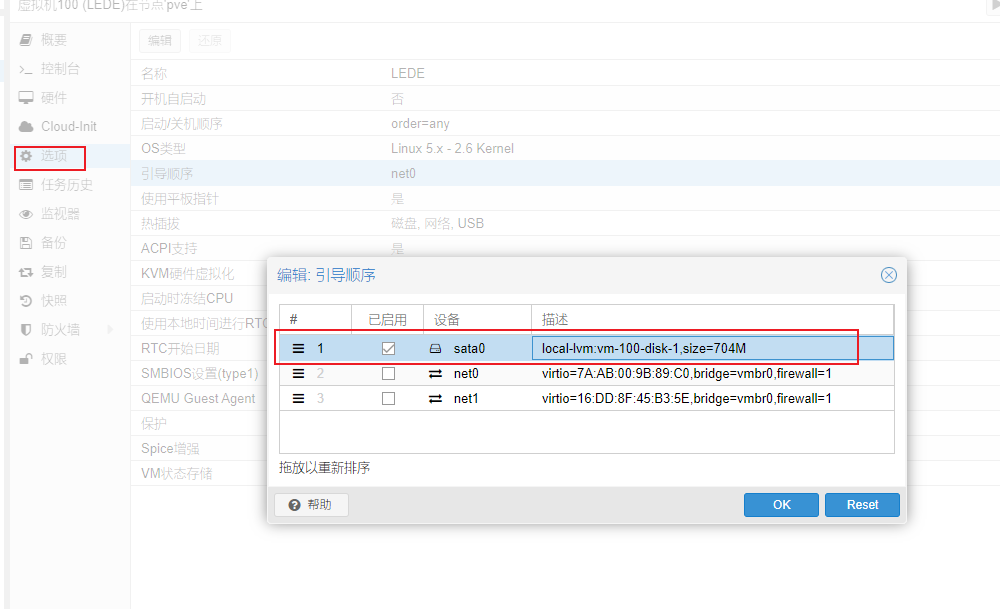 虚拟机100 (LEDE)在节点'pve'上
概要
控制台
硬件
Cloud-Init
选项
任务历史
监视器
备份
复制
快照
防火墙
权限
编辑 还原
名称 LEDE
开机自启动 否
启动/关机顺序 order=any
OS类型 Linux 5.x - 2.6 Kernel
引导顺序 net0
使用平板指针 是
热插拔 磁盘, 网络, USB
ACPI支持 是
KVM硬件虚拟化
启动时冻结CPU
使用本地时间进行RTC
RTC开始日期
SMBIOS设置(type1)
QEMU Guest Agent
保护
Spice增强
VM状态存储
编辑: 引导顺序
# 已启用 设备 描述
1 sata0 local-lvm:vm-100-disk-1,size=704M
2 net0 virtio=7A:AB:00:9B:89:C0,bridge=vmbr0,firewall=1
3 net1 virtio=16:DD:8F:45:B3:5E,bridge=vmbr0,firewall=1
拖放以重新排序
帮助 OK Reset